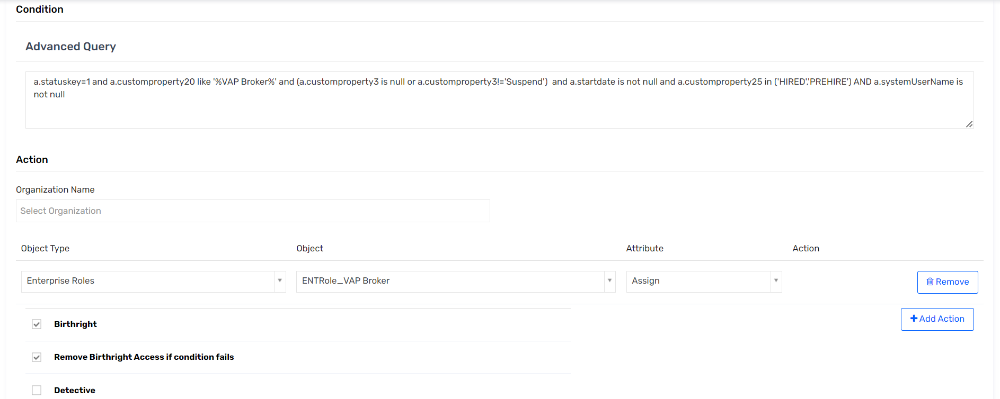 Condition
Advanced Query
a.statuskey=1 and a.customproperty20 like '%VAP Broker%' and (a.customproperty3 is null or a.customproperty3!='Suspend')  and a.startdate is not null and a.customproperty25 in ('HIRED','PREHIRE') AND a.systemUserName is
not null
Action
Organization Name
Select Organization
Object Type Object Attribute Action
Enterprise Roles ENTRole_VAP Broker Assign Remove
Birthright Add Action
Remove Birthright Access if condition fails
Detective